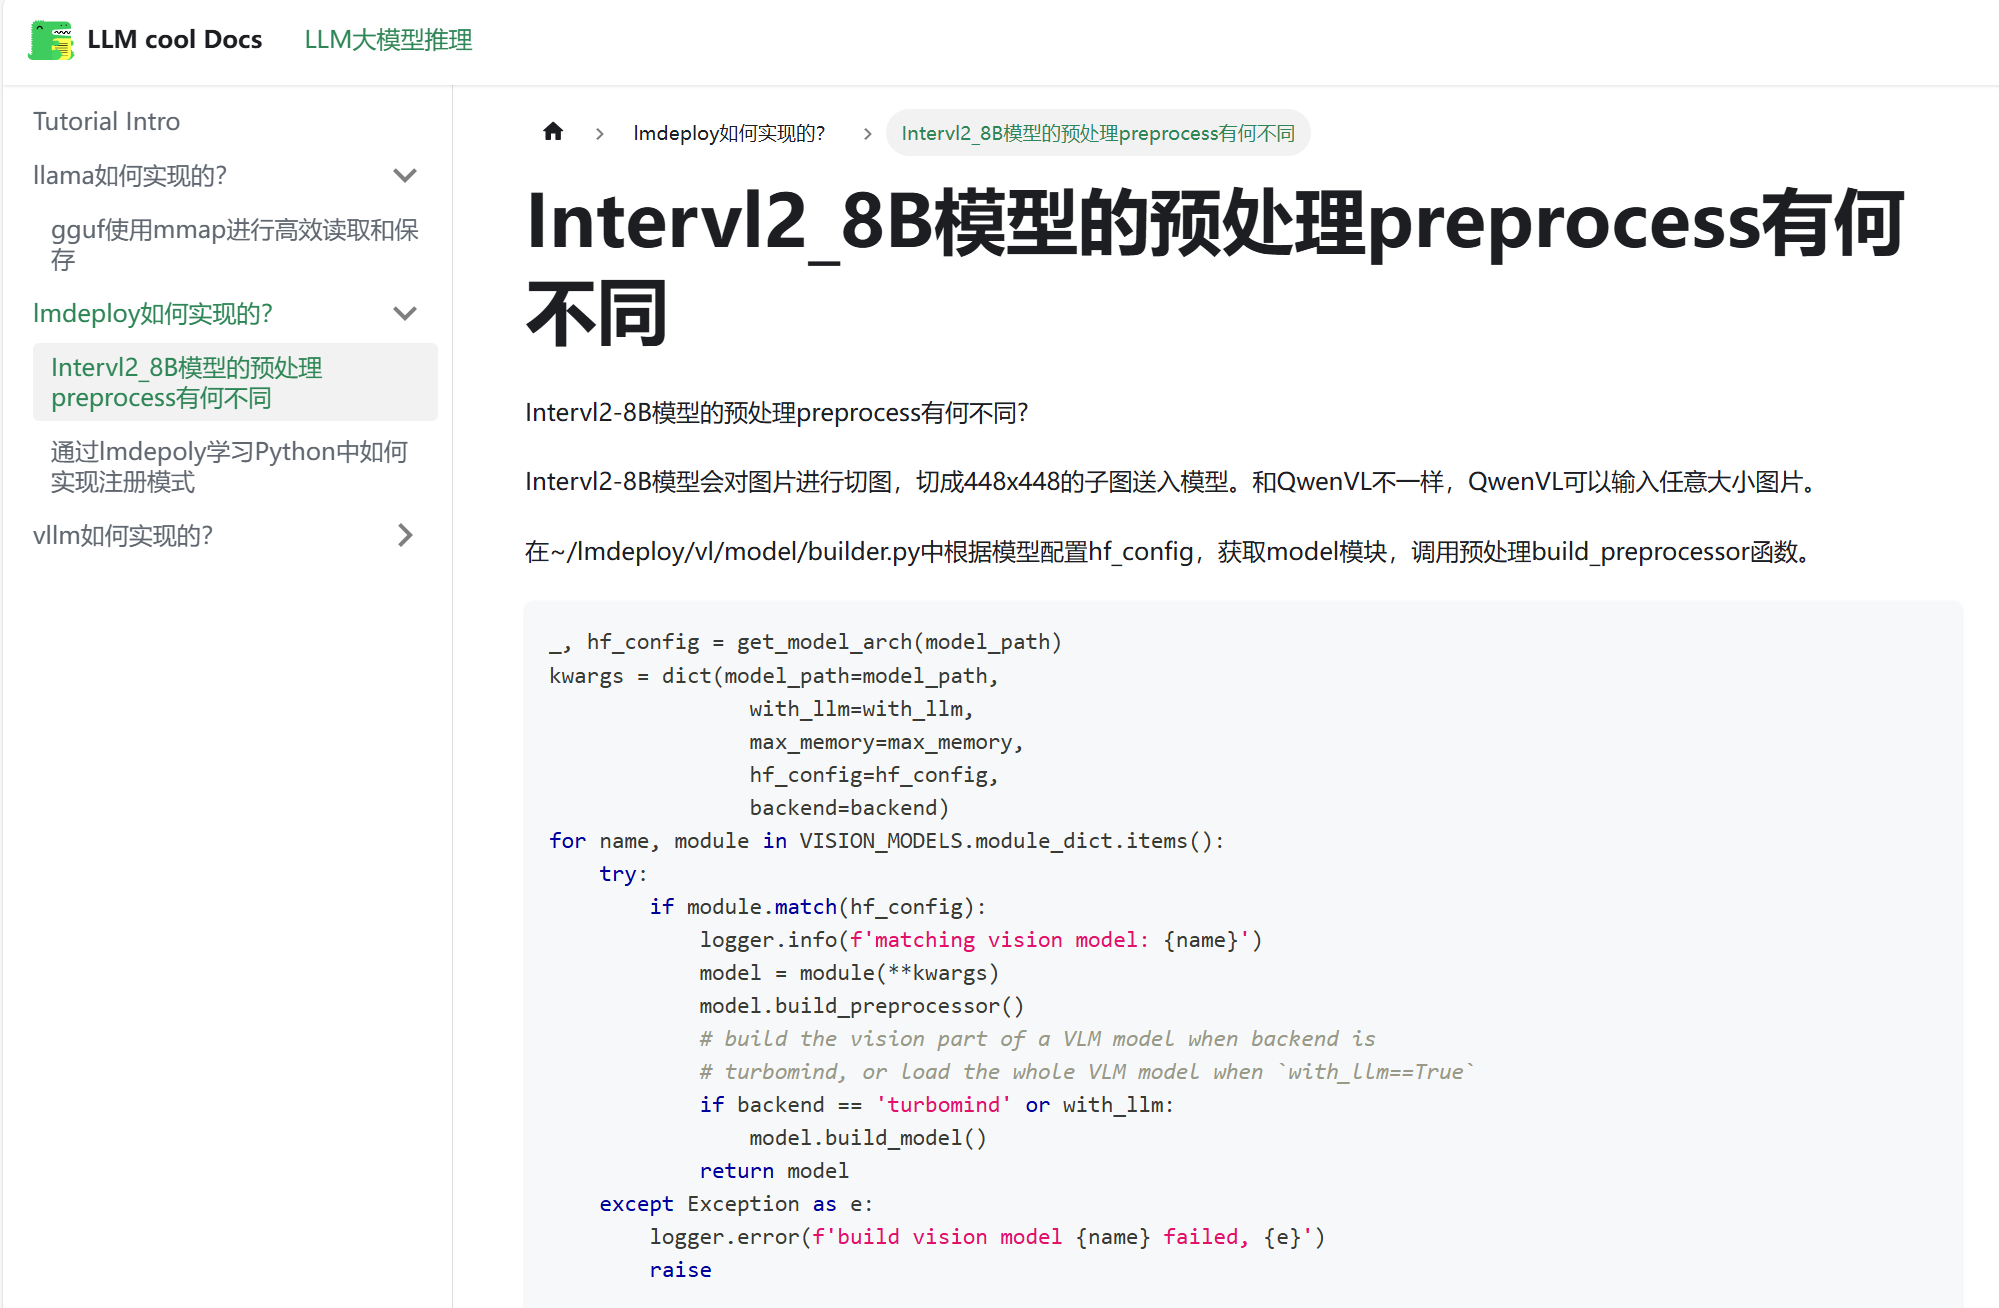 LLM cool Docs
LLM大模型推理
Tutorial Intro
llama如何实现的？
gguf使用mmap进行高效读取和保
存
lmdeploy如何实现的？
Intervl2_8B模型的预处理
preprocess有何不同
通过lmdepoly学习Python中如何
实现注册模式
vllm如何实现的？
lmdeploy如何实现的？
Intervl2_8B模型的预处理preprocess有何不同
Intervl2_8B模型的预处理preprocess有何
不同
Intervl2-8B模型的预处理preprocess有何不同？
Intervl2-8B模型会对图片进行切图，切成448x448的子图送入模型。和QwenVL不一样，QwenVL可以输入任意大小图片。
在~/lmdeploy/vl/model/builder.py中根据模型配置hf_config，获取model模块，调用预处理build_preprocessor函数。
_, hf_config = get_model_arch(model_path)
kwargs = dict(model_path=model_path,
                with_llm=with_llm,
                max_memory=max_memory,
                hf_config=hf_config,
                backend=backend)
for name, module in VISION_MODELS.module_dict.items():
    try:
        if module.match(hf_config):
            logger.info(f'matching vision model: {name}')
            model = module(**kwargs)
            model.build_preprocessor()
            # build the vision part of a VLM model when backend is
            # turbomind, or load the whole VLM model when `with_llm==True`
            if backend == 'turbomind' or with_llm:
                model.build_model()
            return model
    except Exception as e:
        logger.error(f'build vision model {name} failed, {e}')
        raise